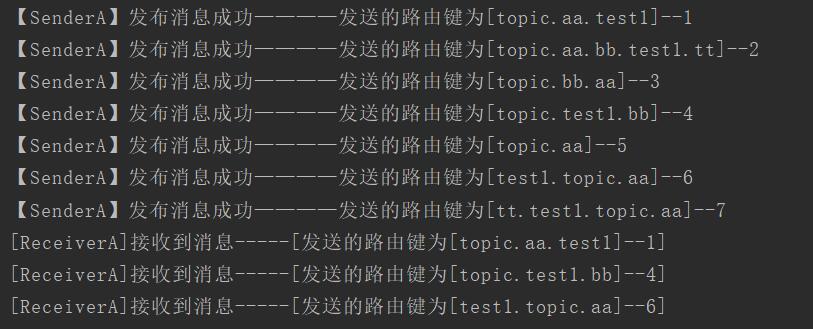 【SenderA】发布消息成功————发送的路由键为[topic.aa.test1]--1
【SenderA】发布消息成功————发送的路由键为[topic.aa.bb.test1.tt]--2
【SenderA】发布消息成功————发送的路由键为[topic.bb.aa]--3
【SenderA】发布消息成功————发送的路由键为[topic.test1.bb]--4
【SenderA】发布消息成功————发送的路由键为[topic.aa]--5
【SenderA】发布消息成功————发送的路由键为[test1.topic.aa]--6
【SenderA】发布消息成功————发送的路由键为[tt.test1.topic.aa]--7
[ReceiverA]接收到消息-----[发送的路由键为[topic.aa.test1]--1]
[ReceiverA]接收到消息-----[发送的路由键为[topic.test1.bb]--4]
[ReceiverA]接收到消息-----[发送的路由键为[test1.topic.aa]--6]